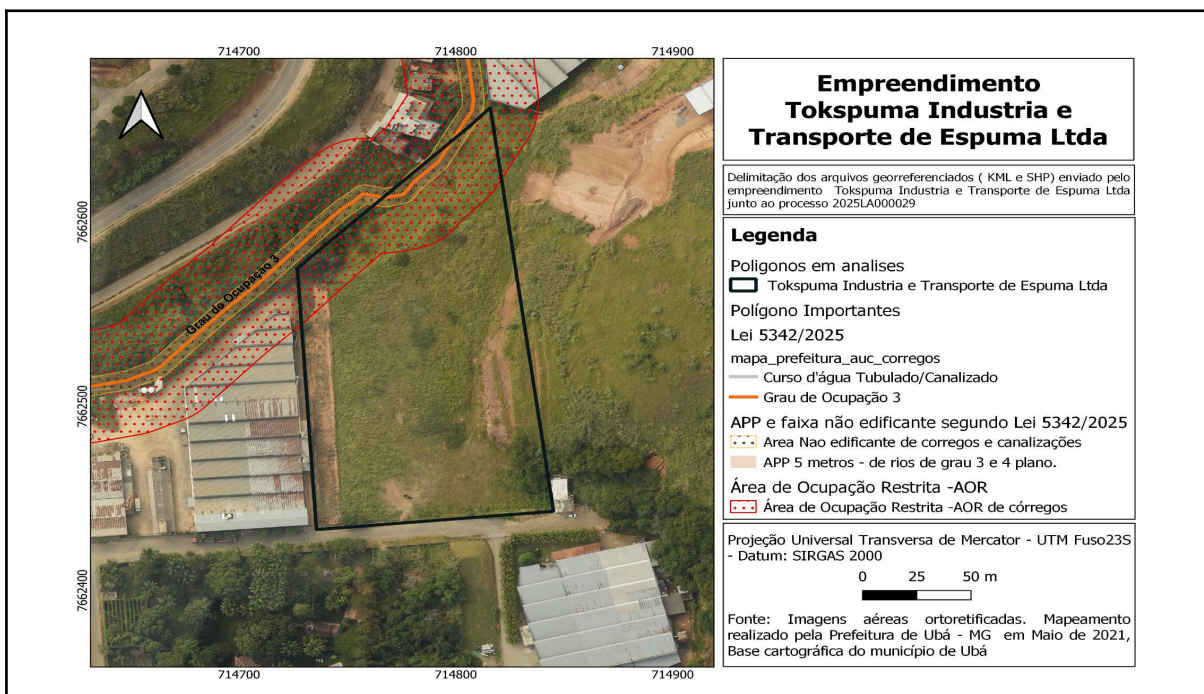 714700 714800 714900
7662600
7662500
7662400
Grau de Ocupação 3
714700 714800 714900
Empreendimento
Tokspuma Industria e
Transporte de Espuma Ltda
Delimitação dos arquivos georreferenciados ( KML e SHP) enviado pelo
empreendimento Tokspuma Industria e Transporte de Espuma Ltda
junto ao processo 2025LA000029
Legenda
Poligonos em analises
Tokspuma Industria e Transporte de Espuma Ltda
Polígono Importantes
Lei 5342/2025
mapa_prefeitura_auc_corregos
Curso d'água Tubulado/Canalizado
Grau de Ocupação 3
APP e faixa não edificante segundo Lei 5342/2025
Area Nao edificante de corregos e canalizações
APP 5 metros - de rios de grau 3 e 4 plano.
Área de Ocupação Restrita -AOR
Área de Ocupação Restrita -AOR de córregos
Projeção Universal Transversa de Mercator - UTM Fuso23S
- Datum: SIRGAS 2000
0 25 50 m
Fonte: Imagens aéreas ortoretificadas. Mapeamento
realizado pela Prefeitura de Ubá - MG em Maio de 2021,
Base cartográfica do município de Ubá